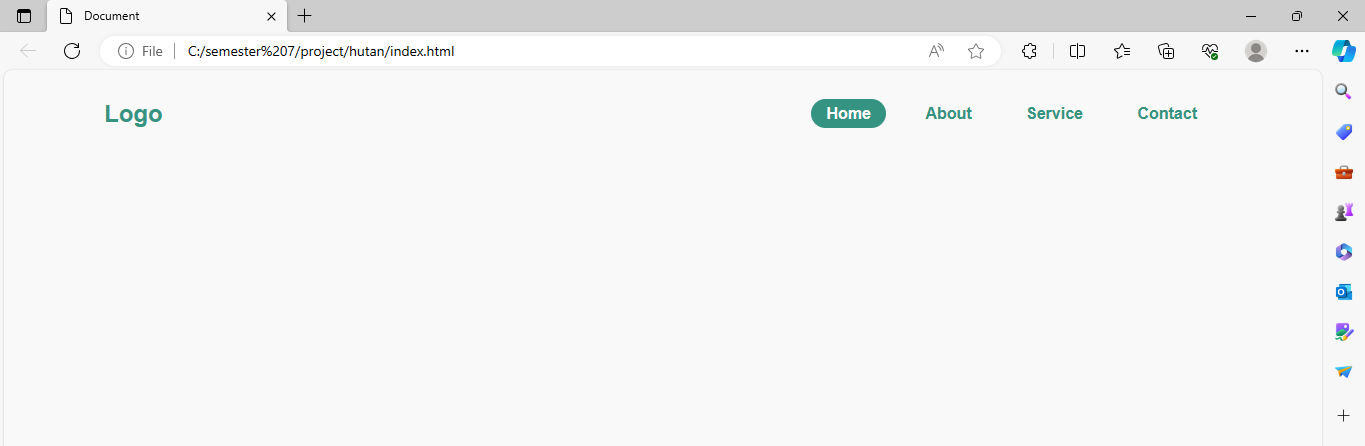 Document
File C:/semester%207/project/hutan/index.html
Logo Home About Service Contact